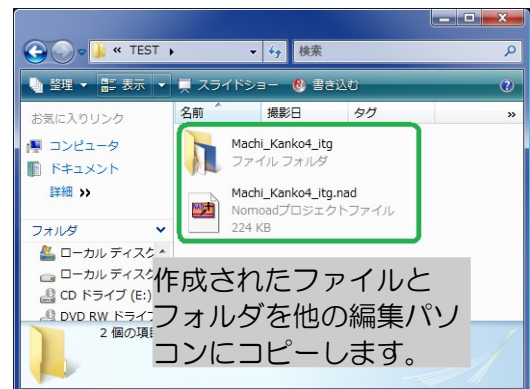 « TEST ▸
検索
整理 ▼ 表示 ▼ スライドショー 書き込む
お気に入りリンク
コンピュータ
ドキュメント
詳細 »
フォルダ
ローカル ディスク
ローカル ディスク
CD ドライブ (E:)
DVD RW ドライブ
2 個の項目
名前 撮影日 タグ »
Machi_Kanko4_itg
ファイル フォルダ
Machi_Kanko4_itg.nad
Nomoadプロジェクトファイル
224 KB
作成されたファイルと
フォルダを他の編集パソ
コンにコピーします。